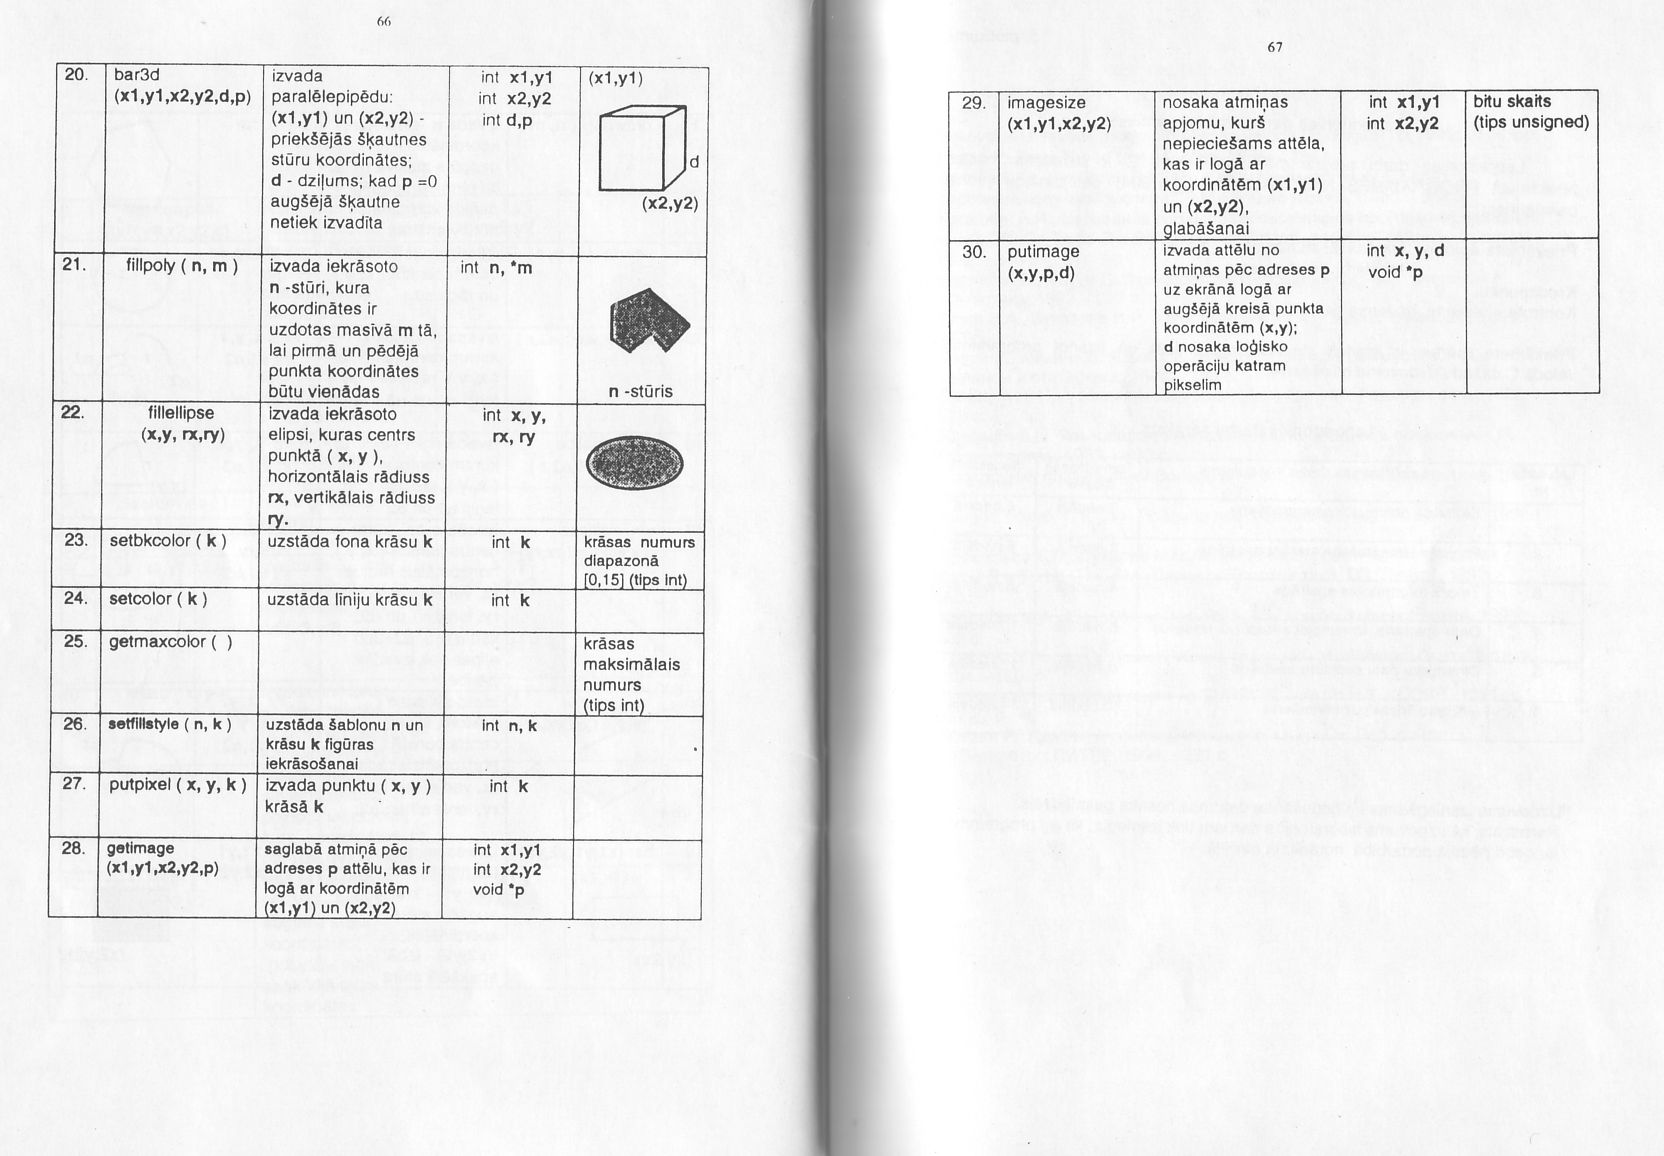 66
20.
bar3d
(x1,y1,x2,y2,d,p)
izvada
paralēlepipēdu:
(x1,y1) un (x2,y2) -
priekšējās šķautnes
stūru koordinātes;
d - dziļums; kad p =0
augšējā šķautne
netiek izvadīta
int x1,y1
int x2,y2
int d,p
(x1,y1)
d
(x2,y2)
21.
fillpoly ( n, m )
izvada iekrāsoto
n -stūri, kura
koordinātes ir
uzdotas masīvā m tā,
lai pirmā un pēdējā
punkta koordinātes
būtu vienādas
int n, *m
n -stūris
22.
fillellipse
(x,y, rx,ry)
izvada iekrāsoto
elipsi, kuras centrs
punktā ( x, y ),
horizontālais rādiuss
rx, vertikālais rādiuss
ry.
int x, y,
rx, ry
23.
setbkcolor ( k )
uzstāda fona krāsu k
int k
krāsas numurs
diapazonā
[0,15] (tips int)
24.
setcolor ( k )
uzstāda līniju krāsu k
int k
25.
getmaxcolor ( )
krāsas
maksimālais
numurs
(tips int)
26.
setfillstyle ( n, k )
uzstāda šablonu n un
krāsu k figūras
iekrāsošanai
int n, k
27.
putpixel ( x, y, k )
izvada punktu ( x, y )
krāsā k
int k
28.
getimage
(x1,y1,x2,y2,p)
saglabā atmiņā pēc
adreses p attēlu, kas ir
logā ar koordinātēm
(x1,y1) un (x2,y2)
int x1,y1
int x2,y2
void *p
67
29.
imagesize
(x1,y1,x2,y2)
nosaka atmiņas
apjomu, kurš
nepieciešams attēla,
kas ir logā ar
koordinātēm (x1,y1)
un (x2,y2),
glabāšanai
int x1,y1
int x2,y2
bitu skaits
(tips unsigned)
30.
putimage
(x,y,p,d)
izvada attēlu no
atmiņas pēc adreses p
uz ekrānā logā ar
augšējā kreisā punkta
koordinātēm (x,y);
d nosaka loģisko
operāciju katram
pikselim
int x, y, d
void *p